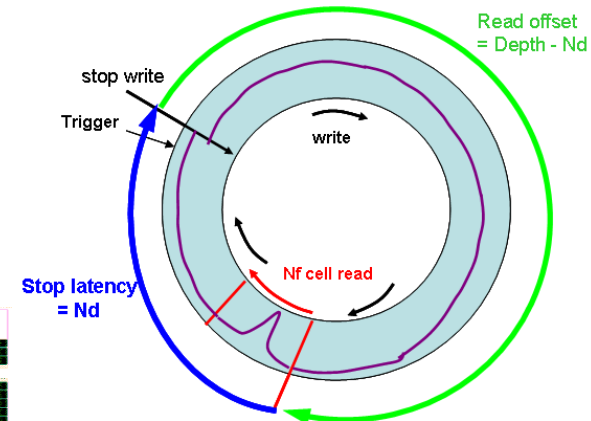 Read offset
= Depth - Nd
stop write
Trigger
write
Nf cell read
Stop latency
= Nd